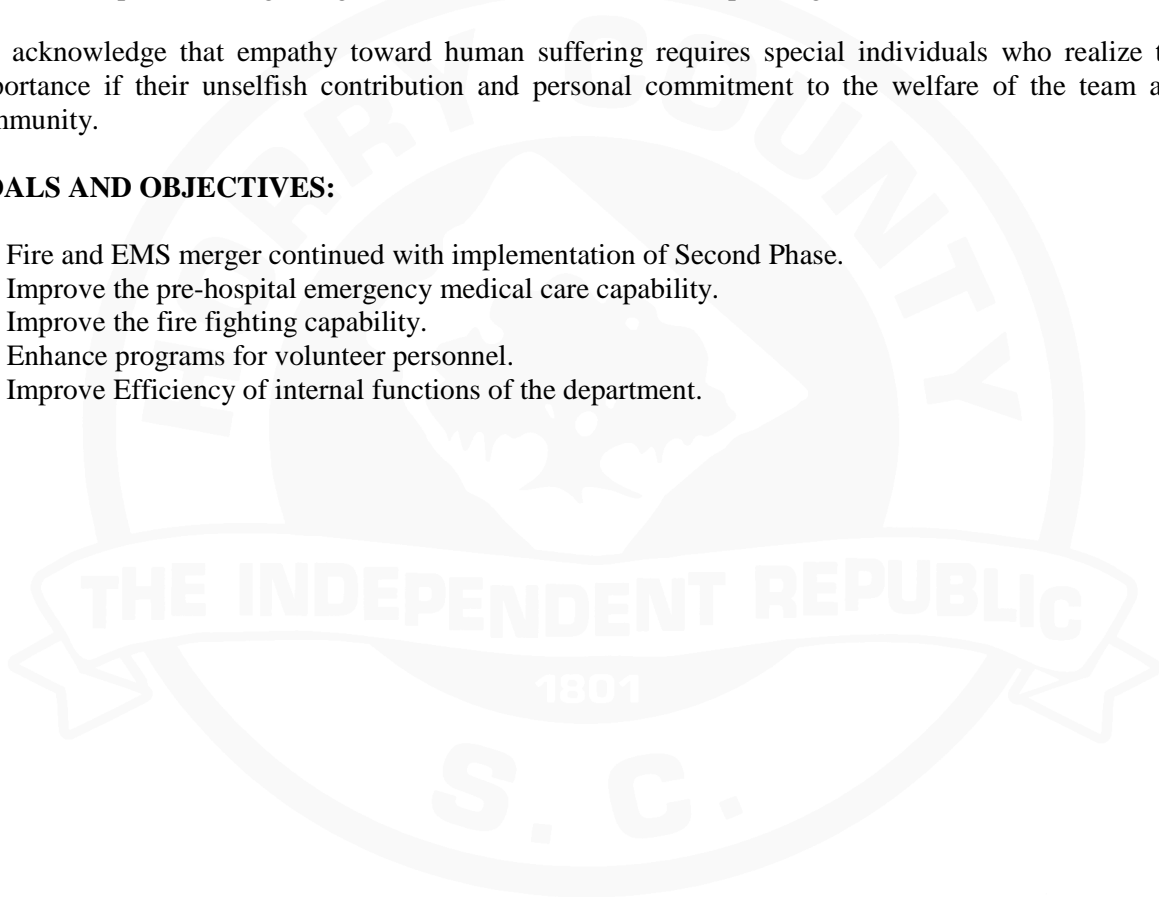 acknowledge that empathy toward human suffering requires special individuals who realize
if their unselfish contribution and personal commitment to the welfare of the team
AND OBJECTIVES:
Fire and EMS merger continued with implementation of Second Phase.
Improve the pre-hospital emergency medical care capability.
Improve the fire fighting capability.
Enhance programs for volunteer personnel.
Improve Efficiency of internal functions of the department.
HORRY COUNTY
THE INDEPENDENT REPUBLIC
1801
S. C.